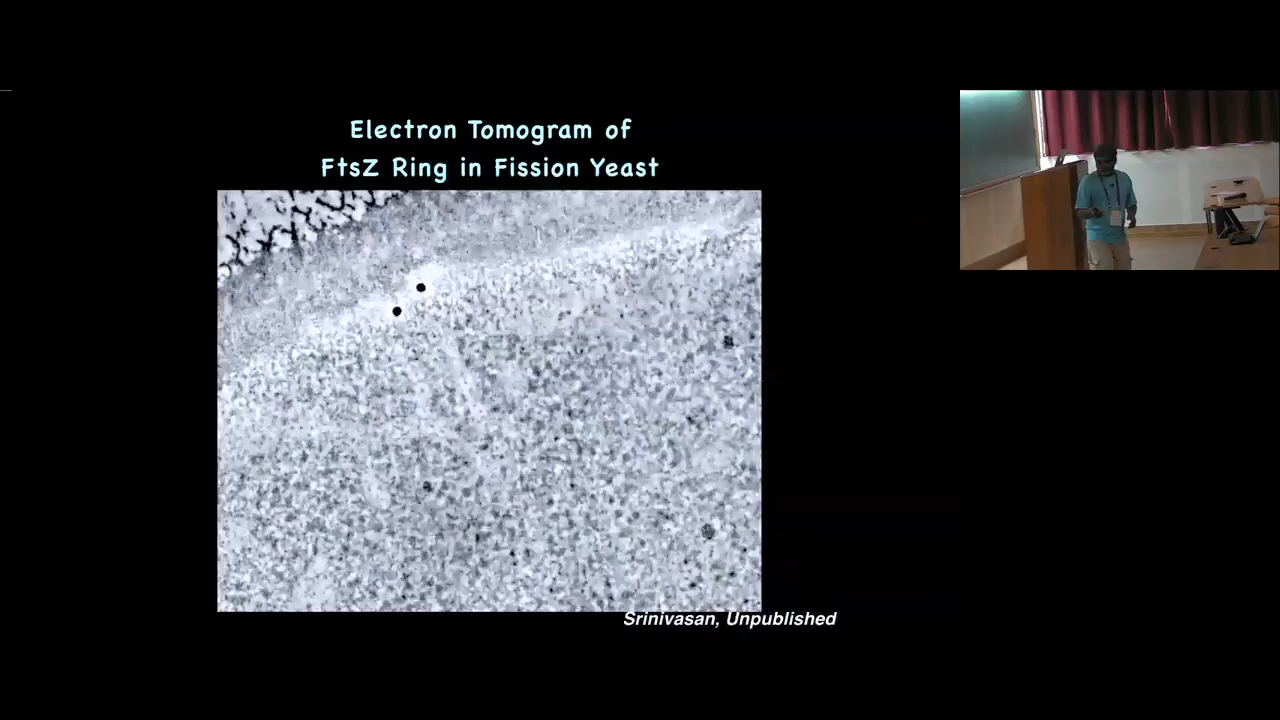 Electron Tomogram of
FtsZ Ring in Fission Yeast
Srinivasan, Unpublished